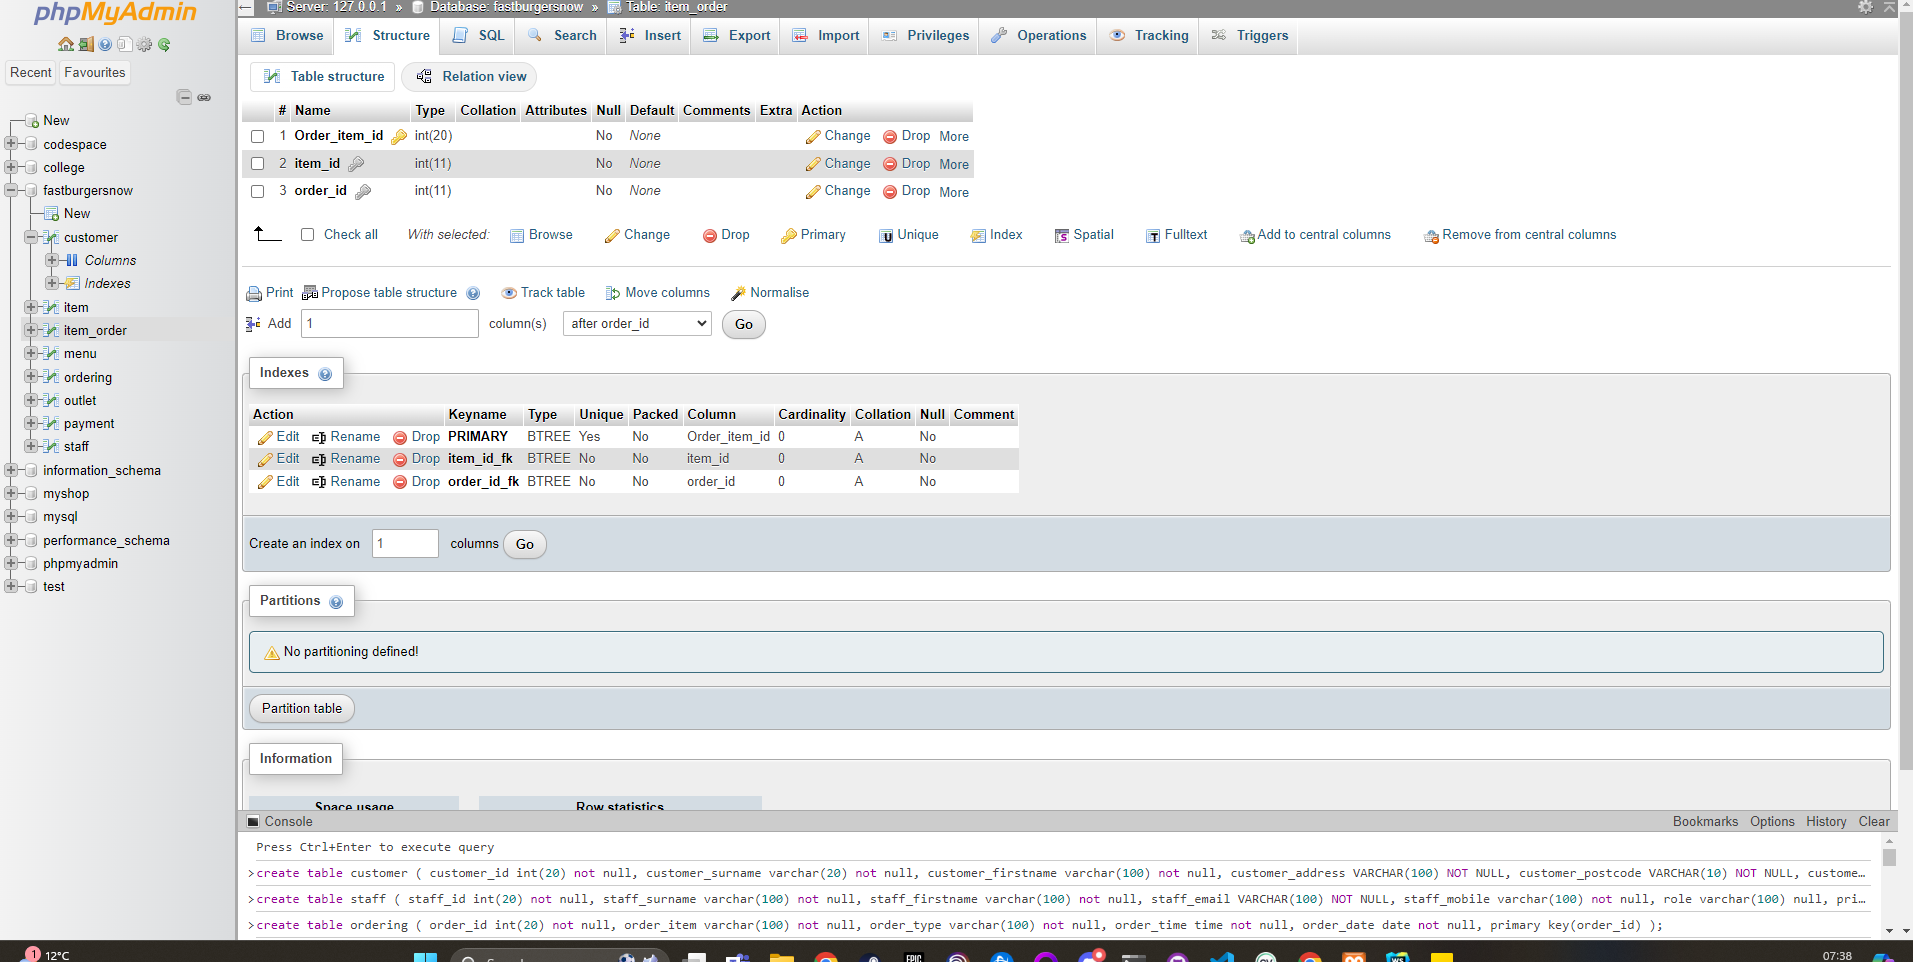 phpMyAdmin
Recent Favourites
New
codespace
college
fastburgersnow
New
customer
Columns
Indexes
item
item_order
menu
ordering
outlet
payment
staff
information_schema
myshop
mysql
performance_schema
phpmyadmin
test
Server: 127.0.0.1 » Database: fastburgersnow » Table: item_order
Browse Structure SQL Search Insert Export Import Privileges Operations Tracking Triggers
Table structure Relation view
# Name Type Collation Attributes Null Default Comments Extra Action
1 Order_item_id int(20) No None Change Drop More
2 item_id int(11) No None Change Drop More
3 order_id int(11) No None Change Drop More
Check all With selected: Browse Change Drop Primary Unique Index Spatial Fulltext Add to central columns Remove from central columns
Print Propose table structure Track table Move columns Normalise
Add 1 column(s) after order_id Go
Indexes
Action Keyname Type Unique Packed Column Cardinality Collation Null Comment
Edit Rename Drop PRIMARY BTREE Yes No Order_item_id 0 A No
Edit Rename Drop item_id_fk BTREE No No item_id 0 A No
Edit Rename Drop order_id_fk BTREE No No order_id 0 A No
Create an index on 1 columns Go
Partitions
No partitioning defined!
Partition table
Information
Space usage Row statistics
Console Bookmarks Options History Clear
Press Ctrl+Enter to execute query
>create table customer ( customer_id int(20) not null, customer_surname varchar(20) not null, customer_firstname varchar(100) not null, customer_address VARCHAR(100) NOT NULL, customer_postcode VARCHAR(10) NOT NULL, custome…
>create table staff ( staff_id int(20) not null, staff_surname varchar(100) not null, staff_firstname varchar(100) not null, staff_email VARCHAR(100) NOT NULL, staff_mobile varchar(100) not null, role varchar(100) null, pri…
>create table ordering ( order_id int(20) not null, order_item varchar(100) not null, order_type varchar(100) not null, order_time time not null, order_date date not null, primary key(order_id) );
1 12°C EPIC 07:38